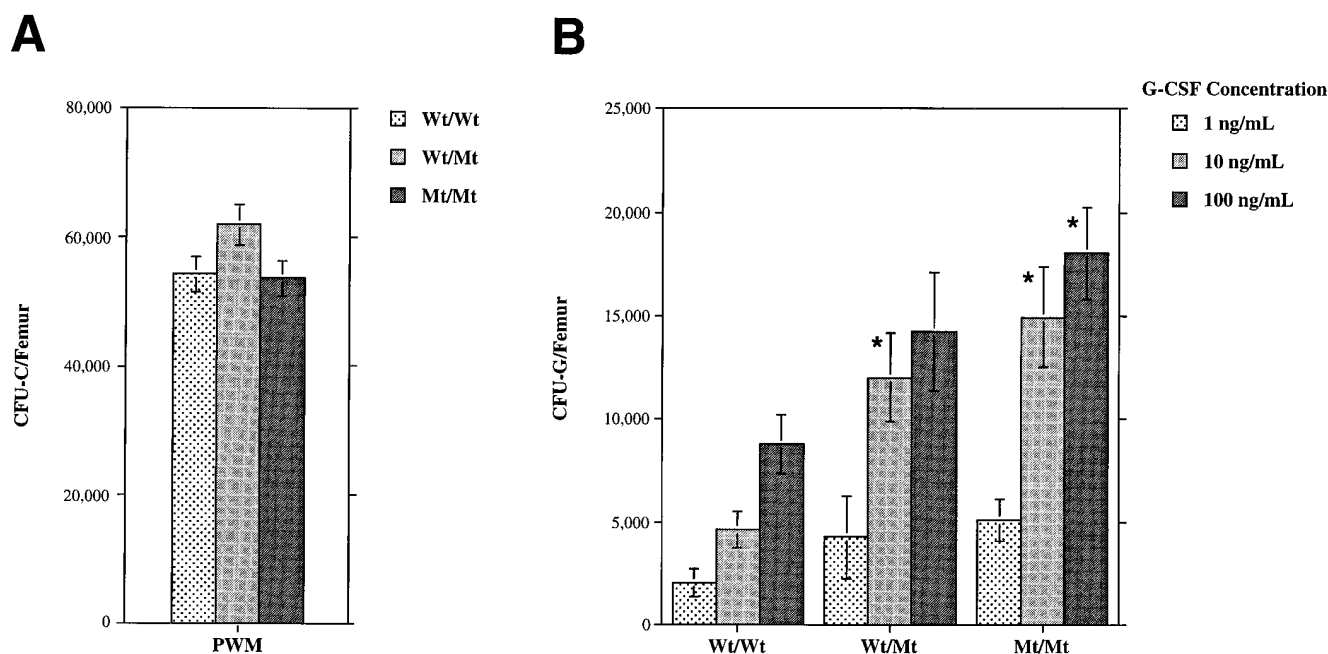 A
80,000
60,000
40,000
20,000
0
CFU-C/Femur
PWM
Wt/Wt
Wt/Mt
Mt/Mt
B
25,000
20,000
15,000
10,000
5,000
0
CFU-G/Femur
*
*
*
Wt/Wt
Wt/Mt
Mt/Mt
G-CSF Concentration
1 ng/mL
10 ng/mL
100 ng/mL